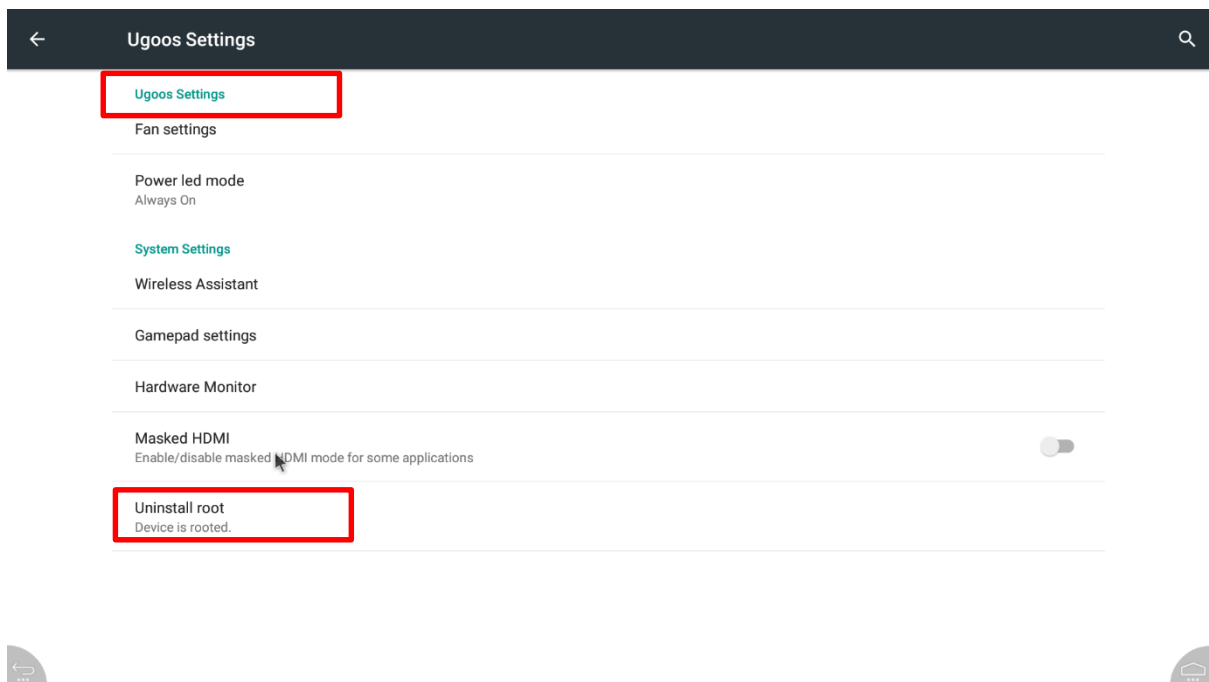 Ugoos Settings
Ugoos Settings
Fan settings
Power led mode
Always On
System Settings
Wireless Assistant
Gamepad settings
Hardware Monitor
Masked HDMI
Enable/disable masked HDMI mode for some applications
Uninstall root
Device is rooted.